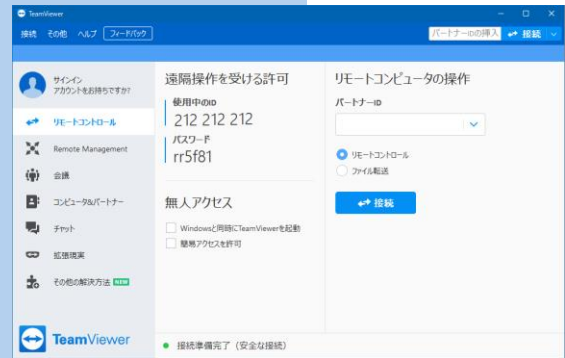 TeamViewer
接続 その他 ヘルプ フィードバック
パートナーIDの挿入 接続
サインイン
アカウントをお持ちですか?
リモートコントロール
Remote Management
会議
コンピュータ&パートナー
チャット
拡張現実
その他の解決方法 NEW
TeamViewer
遠隔操作を受ける許可
使用中のID
212 212 212
パスワード
rr5f81
無人アクセス
Windowsと同時にTeamViewerを起動
簡易アクセスを許可
リモートコンピュータの操作
パートナーID
リモートコントロール
ファイル転送
接続
接続準備完了（安全な接続）